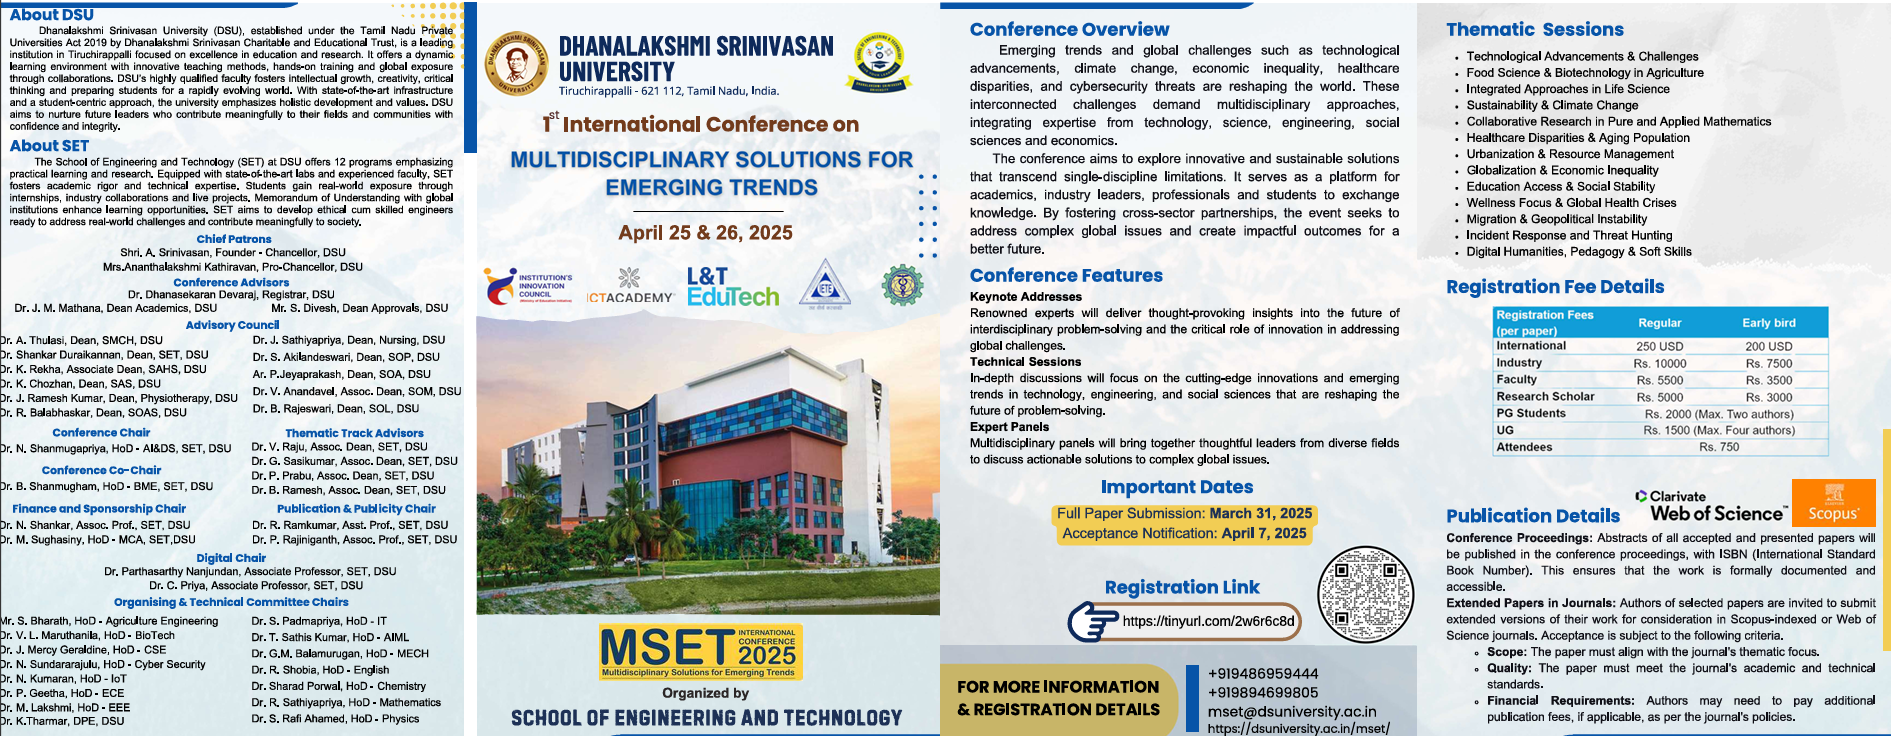 About DSU
Dhanalakshmi Srinivasan University (DSU), established under the Tamil Nadu Private
Universities Act 2019 by Dhanalakshmi Srinivasan Charitable and Educational Trust, is a leading
institution in Tiruchirappalli focused on excellence in education and research. It offers a dynamic
learning environment with innovative teaching methods, hands-on training and global exposure
through collaborations. DSU's highly qualified faculty fosters intellectual growth, creativity, critical
thinking and preparing students for a rapidly evolving world. With state-of-the-art infrastructure
and a student-centric approach, the university emphasizes holistic development and values. DSU
aims to nurture future leaders who contribute meaningfully to their fields and communities with
confidence and integrity.
About SET
The School of Engineering and Technology (SET) at DSU offers 12 programs emphasizing
practical learning and research. Equipped with state-of-the-art labs and experienced faculty, SET
fosters academic rigor and technical expertise. Students gain real-world exposure through
internships, industry collaborations and live projects. Memorandum of Understanding with global
institutions enhance learning opportunities. SET aims to develop ethical cum skilled engineers
ready to address real-world challenges and contribute meaningfully to society.
Chief Patrons
Shri. A. Srinivasan, Founder - Chancellor, DSU
Mrs.Ananthalakshmi Kathiravan, Pro-Chancellor, DSU
Conference Advisors
Dr. Dhanasekaran Devaraj, Registrar, DSU
Dr. J. M. Mathana, Dean Academics, DSU
Mr. S. Divesh, Dean Approvals, DSU
Advisory Council
Dr. A. Thulasi, Dean, SMCH, DSU
Dr. Shankar Duraikannan, Dean, SET, DSU
Dr. K. Rekha, Associate Dean, SAHS, DSU
Dr. K. Chozhan, Dean, SAS, DSU
Dr. J. Ramesh Kumar, Dean, Physiotherapy, DSU
Dr. R. Balabhaskar, Dean, SOAS, DSU
Dr. J. Sathiyapriya, Dean, Nursing, DSU
Dr. S. Akilandeswari, Dean, SOP, DSU
Ar. P.Jeyaprakash, Dean, SOA, DSU
Dr. V. Anandavel, Assoc. Dean, SOM, DSU
Dr. B. Rajeswari, Dean, SOL, DSU
Conference Chair
Dr. N. Shanmugapriya, HoD - AI&DS, SET, DSU
Conference Co-Chair
Dr. B. Shanmugham, HoD - BME, SET, DSU
Thematic Track Advisors
Dr. V. Raju, Assoc. Dean, SET, DSU
Dr. G. Sasikumar, Assoc. Dean, SET, DSU
Dr. P. Prabu, Assoc. Dean, SET, DSU
Dr. B. Ramesh, Assoc. Dean, SET, DSU
Finance and Sponsorship Chair
Dr. N. Shankar, Assoc. Prof., SET, DSU
Dr. M. Sughasiny, HoD - MCA, SET,DSU
Publication & Publicity Chair
Dr. R. Ramkumar, Asst. Prof., SET, DSU
Dr. P. Rajiniganth, Assoc. Prof., SET, DSU
Digital Chair
Dr. Parthasarthy Nanjundan, Associate Professor, SET, DSU
Dr. C. Priya, Associate Professor, SET, DSU
Organising & Technical Committee Chairs
Mr. S. Bharath, HoD - Agriculture Engineering
Dr. V. L. Maruthanila, HoD - BioTech
Dr. J. Mercy Geraldine, HoD - CSE
Dr. N. Sundararajulu, HoD - Cyber Security
Dr. N. Kumaran, HoD - IoT
Dr. P. Geetha, HoD - ECE
Dr. M. Lakshmi, HoD - EEE
Dr. K.Tharmar, DPE, DSU
Dr. S. Padmapriya, HoD - IT
Dr. T. Sathis Kumar, HoD - AIML
Dr. G.M. Balamurugan, HoD - MECH
Dr. R. Shobia, HoD - English
Dr. Sharad Porwal, HoD - Chemistry
Dr. R. Sathiyapriya, HoD - Mathematics
Dr. S. Rafi Ahamed, HoD - Physics
DHANALAKSHMI SRINIVASAN
UNIVERSITY
Tiruchirappalli - 621 112, Tamil Nadu, India.
1st International Conference on
MULTIDISCIPLINARY SOLUTIONS FOR
EMERGING TRENDS
April 25 & 26, 2025
INSTITUTION'S
INNOVATION
COUNCIL
(Ministry of Education Initiative)
ICTACADEMY
L&T
EduTech
IETE
MSET INTERNATIONAL
CONFERENCE
2025
Multidisciplinary Solutions for Emerging Trends
Organized by
SCHOOL OF ENGINEERING AND TECHNOLOGY
Conference Overview
Emerging trends and global challenges such as technological
advancements, climate change, economic inequality, healthcare
disparities, and cybersecurity threats are reshaping the world. These
interconnected challenges demand multidisciplinary approaches,
integrating expertise from technology, science, engineering, social
sciences and economics.
The conference aims to explore innovative and sustainable solutions
that transcend single-discipline limitations. It serves as a platform for
academics, industry leaders, professionals and students to exchange
knowledge. By fostering cross-sector partnerships, the event seeks to
address complex global issues and create impactful outcomes for a
better future.
Conference Features
Keynote Addresses
Renowned experts will deliver thought-provoking insights into the future of
interdisciplinary problem-solving and the critical role of innovation in addressing
global challenges.
Technical Sessions
In-depth discussions will focus on the cutting-edge innovations and emerging
trends in technology, engineering, and social sciences that are reshaping the
future of problem-solving.
Expert Panels
Multidisciplinary panels will bring together thoughtful leaders from diverse fields
to discuss actionable solutions to complex global issues.
Important Dates
Full Paper Submission: March 31, 2025
Acceptance Notification: April 7, 2025
Registration Link
https://tinyurl.com/2w6r6c8d
FOR MORE INFORMATION
& REGISTRATION DETAILS
+919486959444
+919894699805
mset@dsuniversity.ac.in
https://dsuniversity.ac.in/mset/
Thematic Sessions
• Technological Advancements & Challenges
• Food Science & Biotechnology in Agriculture
• Integrated Approaches in Life Science
• Sustainability & Climate Change
• Collaborative Research in Pure and Applied Mathematics
• Healthcare Disparities & Aging Population
• Urbanization & Resource Management
• Globalization & Economic Inequality
• Education Access & Social Stability
• Wellness Focus & Global Health Crises
• Migration & Geopolitical Instability
• Incident Response and Threat Hunting
• Digital Humanities, Pedagogy & Soft Skills
Registration Fee Details
Registration Fees
(per paper) Regular Early bird
International 250 USD 200 USD
Industry Rs. 10000 Rs. 7500
Faculty Rs. 5500 Rs. 3500
Research Scholar Rs. 5000 Rs. 3000
PG Students Rs. 2000 (Max. Two authors)
UG Rs. 1500 (Max. Four authors)
Attendees Rs. 750
Clarivate
Web of Science™
ELSEVIER
Scopus®
Publication Details
Conference Proceedings: Abstracts of all accepted and presented papers will
be published in the conference proceedings, with ISBN (International Standard
Book Number). This ensures that the work is formally documented and
accessible.
Extended Papers in Journals: Authors of selected papers are invited to submit
extended versions of their work for consideration in Scopus-indexed or Web of
Science journals. Acceptance is subject to the following criteria.
• Scope: The paper must align with the journal's thematic focus.
• Quality: The paper must meet the journal's academic and technical
standards.
• Financial Requirements: Authors may need to pay additional
publication fees, if applicable, as per the journal's policies.